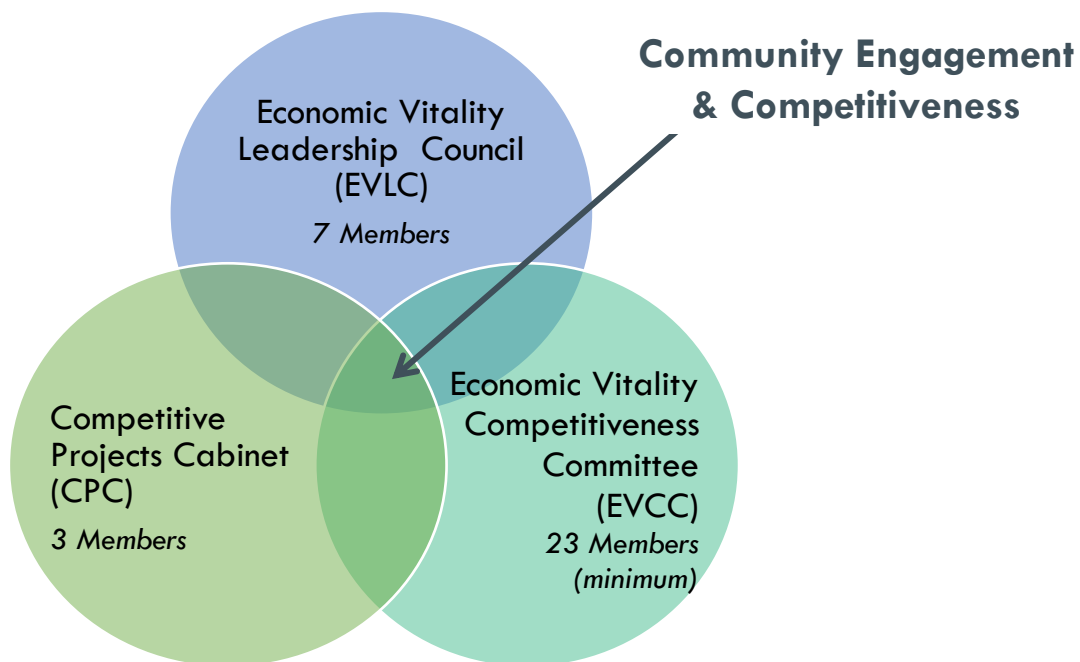 Community Engagement
& Competitiveness
Economic Vitality
Leadership Council
(EVLC)
7 Members
Competitive
Projects Cabinet
(CPC)
3 Members
Economic Vitality
Competitiveness
Committee
(EVCC)
23 Members
(minimum)